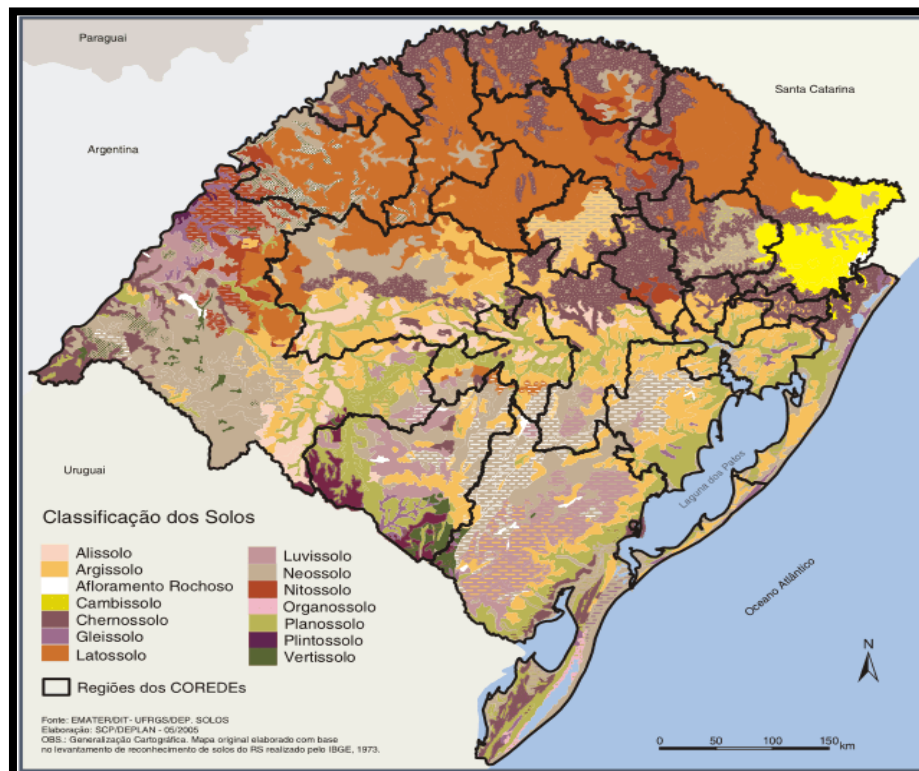 Paraguai
Santa Catarina
Argentina
Uruguai
Laguna dos Patos
Oceano Atlântico
Classificação dos Solos
Alissolo
Argissolo
Afloramento Rochoso
Cambissolo
Chernossolo
Gleissolo
Latossolo
Luvissolo
Neossolo
Nitossolo
Organossolo
Planossolo
Plintossolo
Vertissolo
Regiões dos COREDEs
Fonte: EMATER/DIT- UFRGS/DEP. SOLOS
Elaboração: SCP/DEPLAN - 05/2005
OBS.: Generalização Cartográfica. Mapa original elaborado com base
no levantamento de reconhecimento de solos do RS realizado pelo IBGE, 1973.
N
0 50 100 150 km